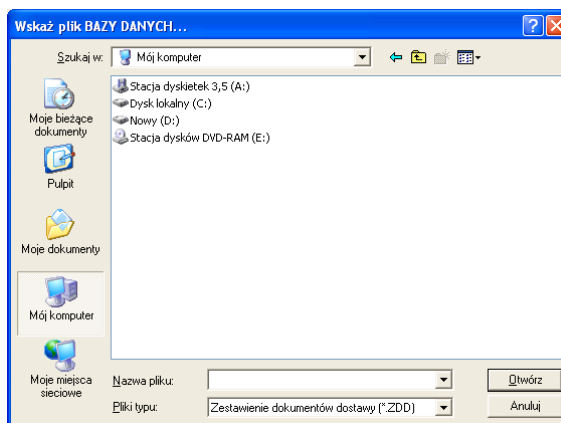 Wskaż plik BAZY DANYCH...
Szukaj w:
Mój komputer
Stacja dyskietek 3,5 (A:)
Dysk lokalny (C:)
Nowy (D:)
Stacja dysków DVD-RAM (E:)
Moje bieżące
dokumenty
Pulpit
Moje dokumenty
Mój komputer
Moje miejsca
sieciowe
Nazwa pliku:
Otwórz
Pliki typu:
Zestawienie dokumentów dostawy (*.ZDD)
Anuluj